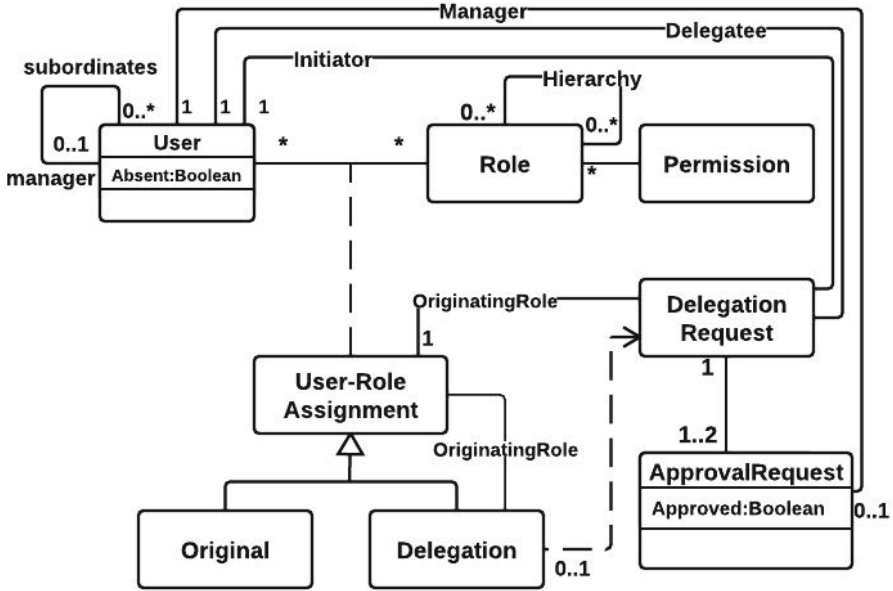 Manager
Delegatee
Initiator
subordinates
Hierarchy
0..*
1
1
1
0..*
0..*
0..1
User
*
*
Role
*
Permission
manager
Absent:Boolean
OriginatingRole
Delegation
Request
1
1
User-Role
Assignment
1..2
OriginatingRole
ApprovalRequest
Approved:Boolean
0..1
Original
Delegation
0..1